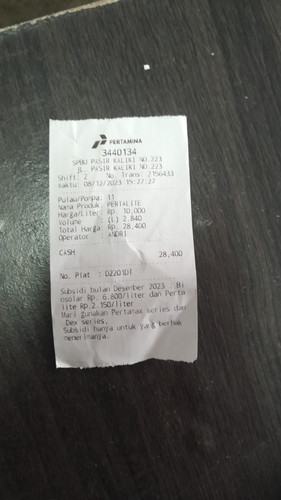 PERTAMINA
3440134
SPBU PASIR KALIKI NO.223
JL. PASIR KALIKI NO.223
Shift: 2 No. Trans: 2156433
Waktu: 08/12/2023 15:27:27
Pulau/Pompa: 11
Nama Produk: PERTALITE
Harga/Liter: Rp. 10,000
Volume : (L) 2.840
Total Harga: Rp. 28,400
Operator : ANDRI
CASH 28,400
No. Plat : D2201DI
Subsidi bulan Desember 2023 : Bi
osolar Rp. 6.800/liter dan Perta
lite Rp.2.150/liter
Mari gunakan Pertamax series dan
Dex series.
Subsidi hanya untuk yang berhak
menerimanya.